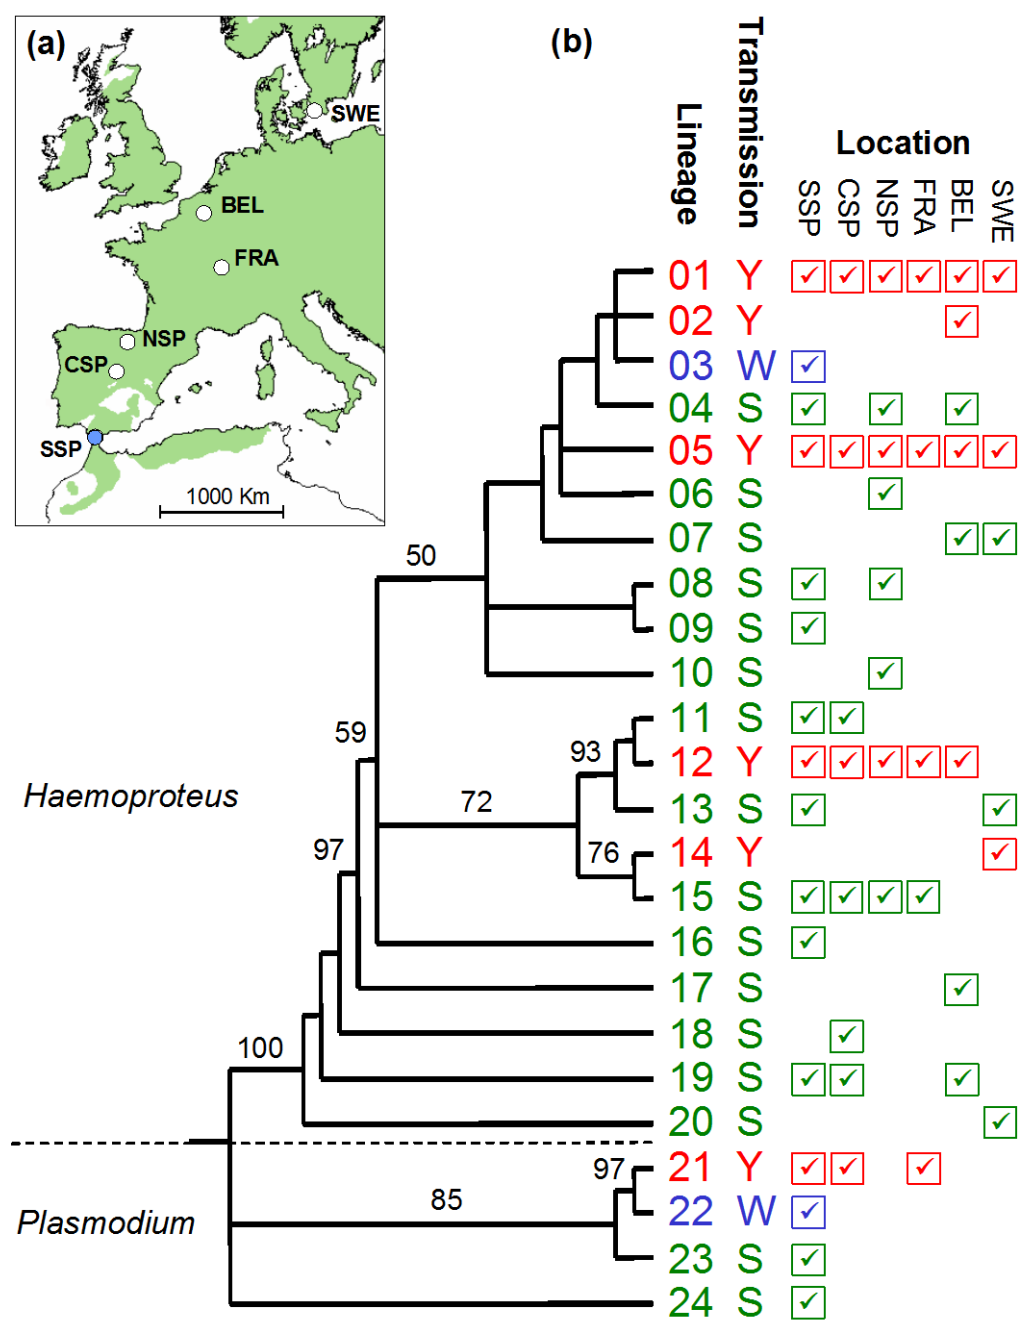 (a)
SWE
BEL
FRA
NSP
CSP
SSP
1000 Km
(b)
Lineage
Transmission
Location
SSP CSP NSP FRA BEL SWE
01 Y ✓ ✓ ✓ ✓ ✓ ✓
02 Y ✓
03 W ✓
04 S ✓ ✓ ✓
05 Y ✓ ✓ ✓ ✓ ✓ ✓
06 S ✓
07 S ✓ ✓
50
08 S ✓ ✓
09 S ✓
10 S ✓
11 S ✓ ✓
59
93
12 Y ✓ ✓ ✓ ✓ ✓
Haemoproteus
72
13 S ✓ ✓
97
76
14 Y ✓
15 S ✓ ✓ ✓ ✓
16 S ✓
17 S ✓
18 S ✓
100
19 S ✓ ✓ ✓
20 S ✓
97
21 Y ✓ ✓ ✓
85
Plasmodium
22 W ✓
23 S ✓
24 S ✓